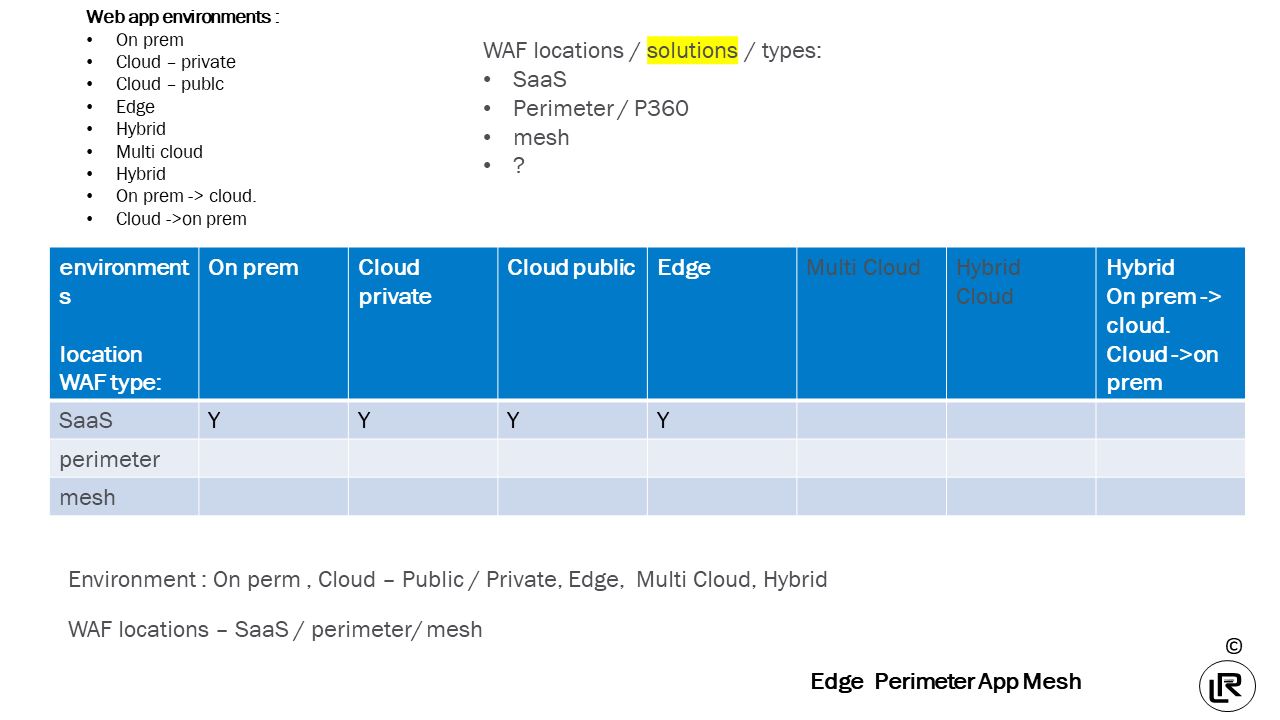 Web app environments :
• On prem
• Cloud – private
• Cloud – publc
• Edge
• Hybrid
• Multi cloud
• Hybrid
• On prem -> cloud.
• Cloud ->on prem
WAF locations / solutions / types:
• SaaS
• Perimeter / P360
• mesh
• ?
environment
s
location
WAF type:
On prem
Cloud
private
Cloud public
Edge
Multi Cloud
Hybrid
Cloud
Hybrid
On prem ->
cloud.
Cloud ->on
prem
SaaS Y Y Y Y
perimeter
mesh
Environment : On perm , Cloud – Public / Private, Edge, Multi Cloud, Hybrid
WAF locations – SaaS / perimeter/ mesh
Edge Perimeter App Mesh
©
LR